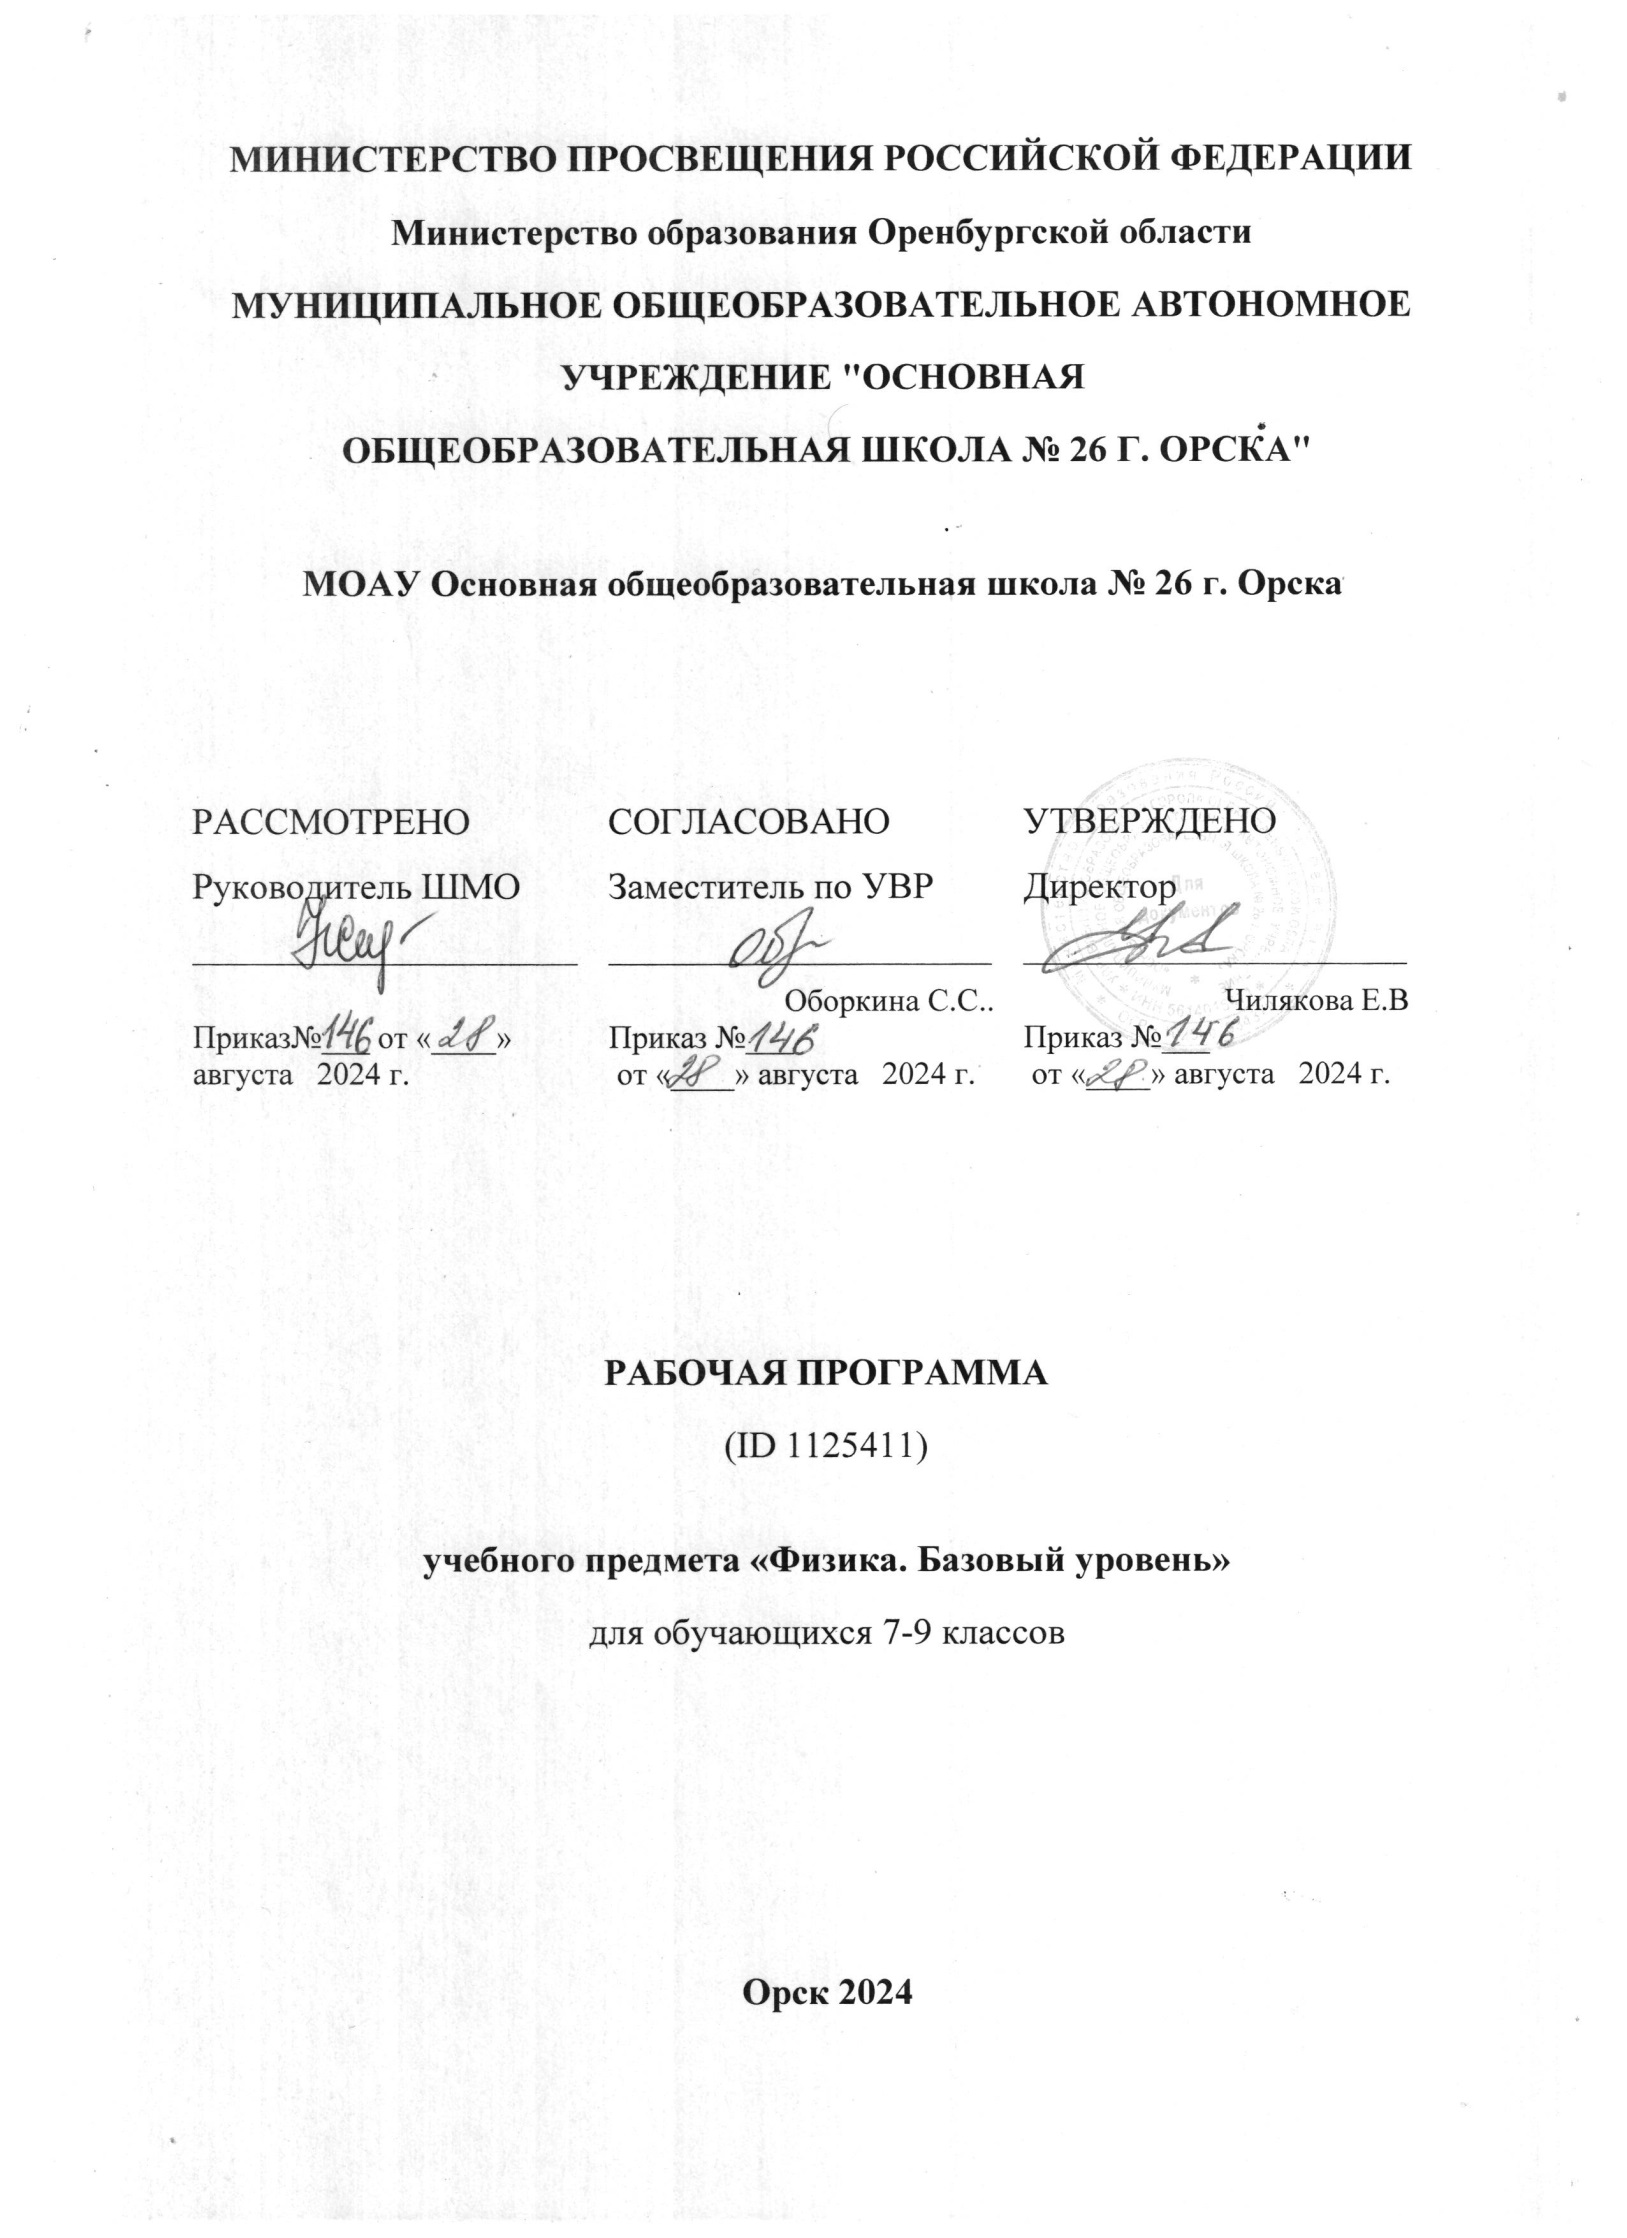 МИНИСТЕРСТВО ПРОСВЕЩЕНИЯ РОССИЙСКОЙ ФЕДЕРАЦИИ
Министерство образования Оренбургской области
МУНИЦИПАЛЬНОЕ ОБЩЕОБРАЗОВАТЕЛЬНОЕ АВТОНОМНОЕ
УЧРЕЖДЕНИЕ "ОСНОВНАЯ
ОБЩЕОБРАЗОВАТЕЛЬНАЯ ШКОЛА № 26 Г. ОРСКА"
МОАУ Основная общеобразовательная школа № 26 г. Орска
РАССМОТРЕНО
Руководитель ШМО
Приказ№146 от «28»
августа 2024 г.
СОГЛАСОВАНО
Заместитель по УВР
Оборкина С.С..
Приказ №146
от «28» августа 2024 г.
УТВЕРЖДЕНО
Директор
Для
документов
Чилякова Е.В
Приказ №146
от «28» августа 2024 г.
РАБОЧАЯ ПРОГРАММА
(ID 1125411)
учебного предмета «Физика. Базовый уровень»
для обучающихся 7-9 классов
Орск 2024